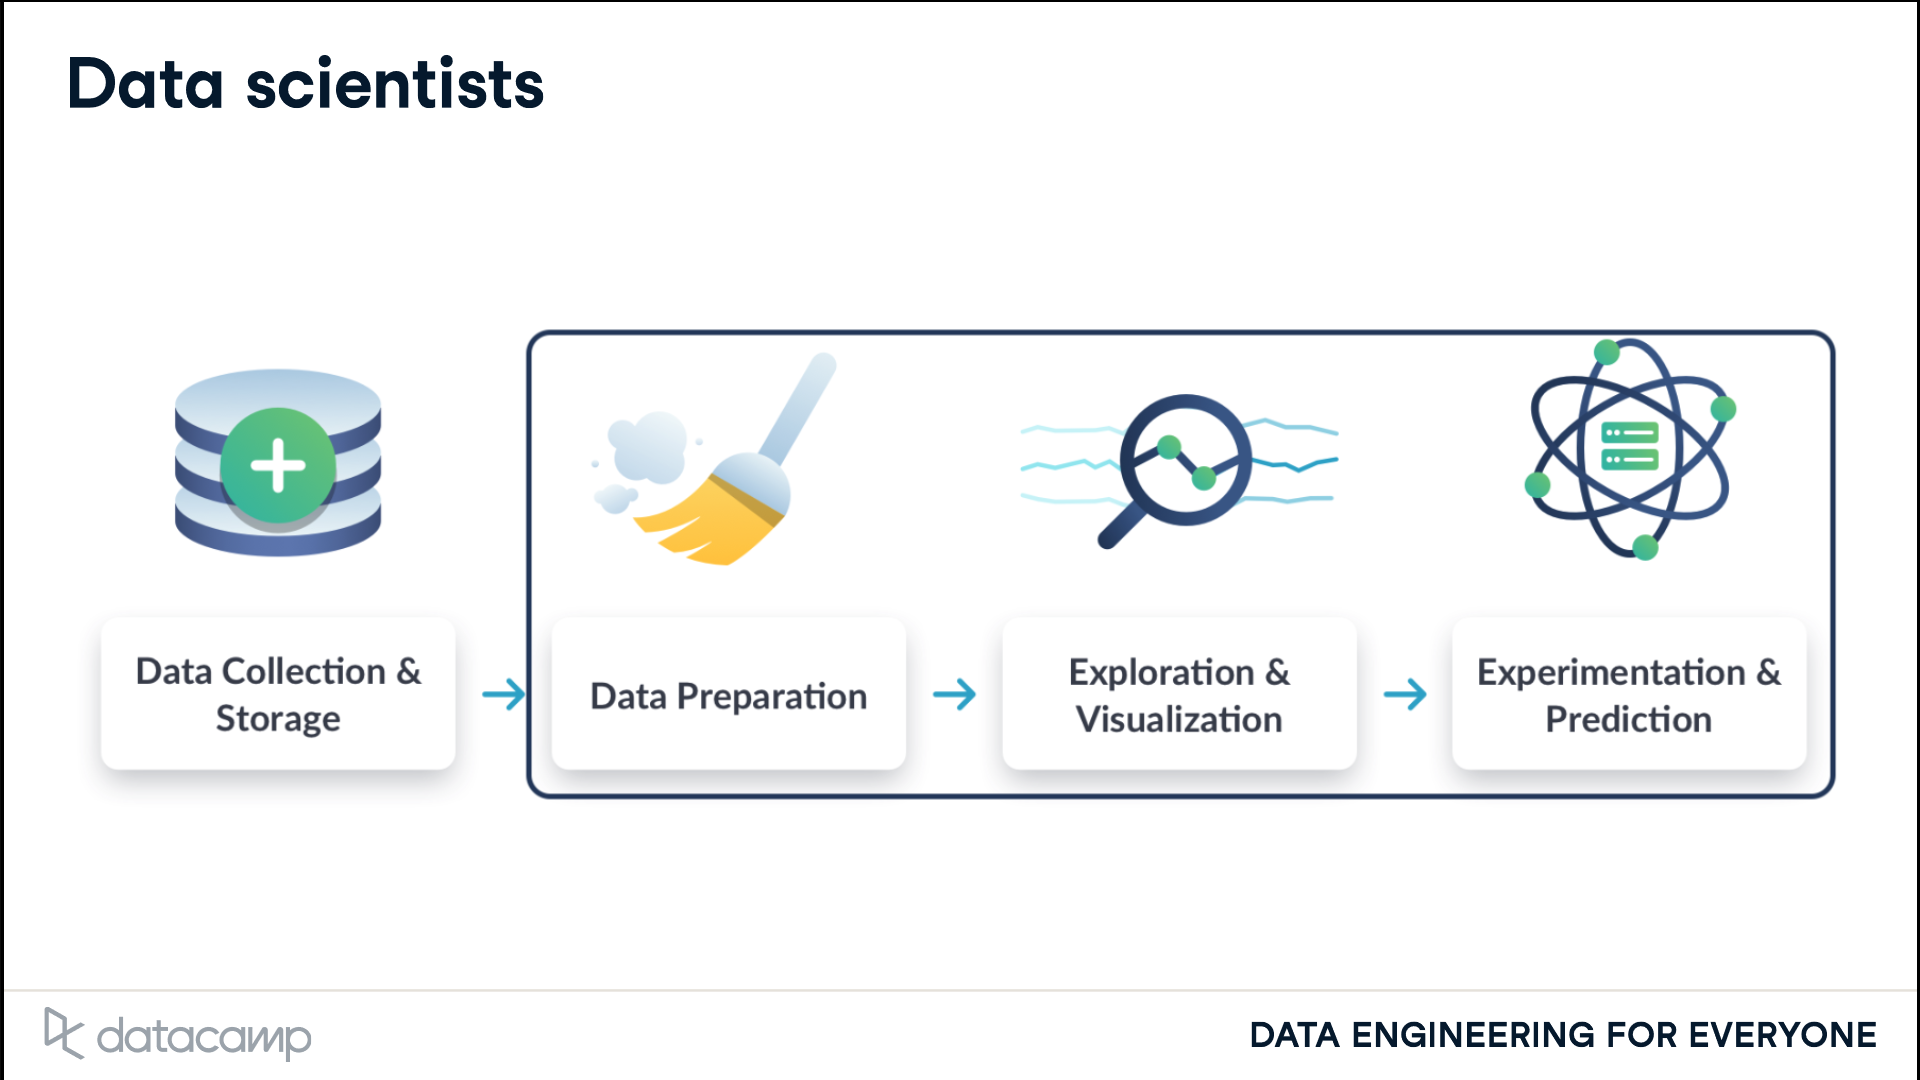 Data scientists
Data Collection &
Storage
Data Preparation
Exploration &
Visualization
Experimentation &
Prediction
datacamp
DATA ENGINEERING FOR EVERYONE